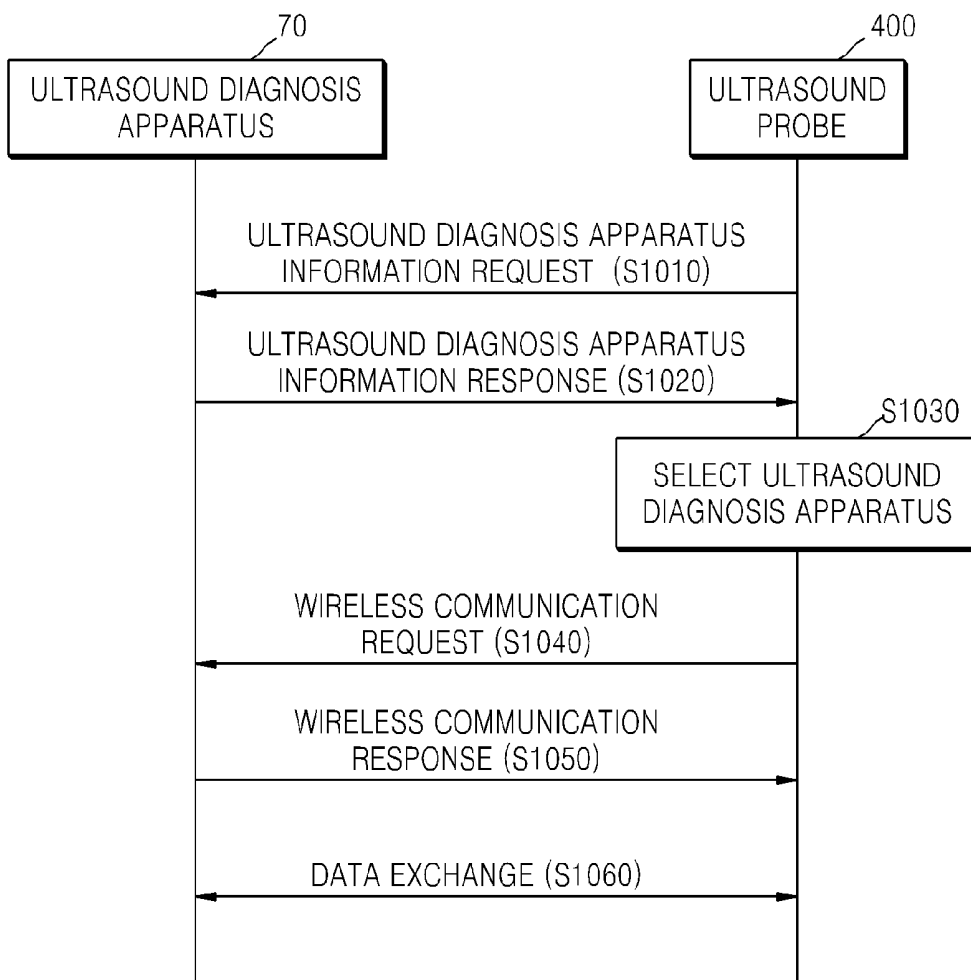 70
400
ULTRASOUND DIAGNOSIS
APPARATUS
ULTRASOUND
PROBE
ULTRASOUND DIAGNOSIS APPARATUS
INFORMATION REQUEST (S1010)
ULTRASOUND DIAGNOSIS APPARATUS
INFORMATION RESPONSE (S1020)
S1030
SELECT ULTRASOUND
DIAGNOSIS APPARATUS
WIRELESS COMMUNICATION
REQUEST (S1040)
WIRELESS COMMUNICATION
RESPONSE (S1050)
DATA EXCHANGE (S1060)